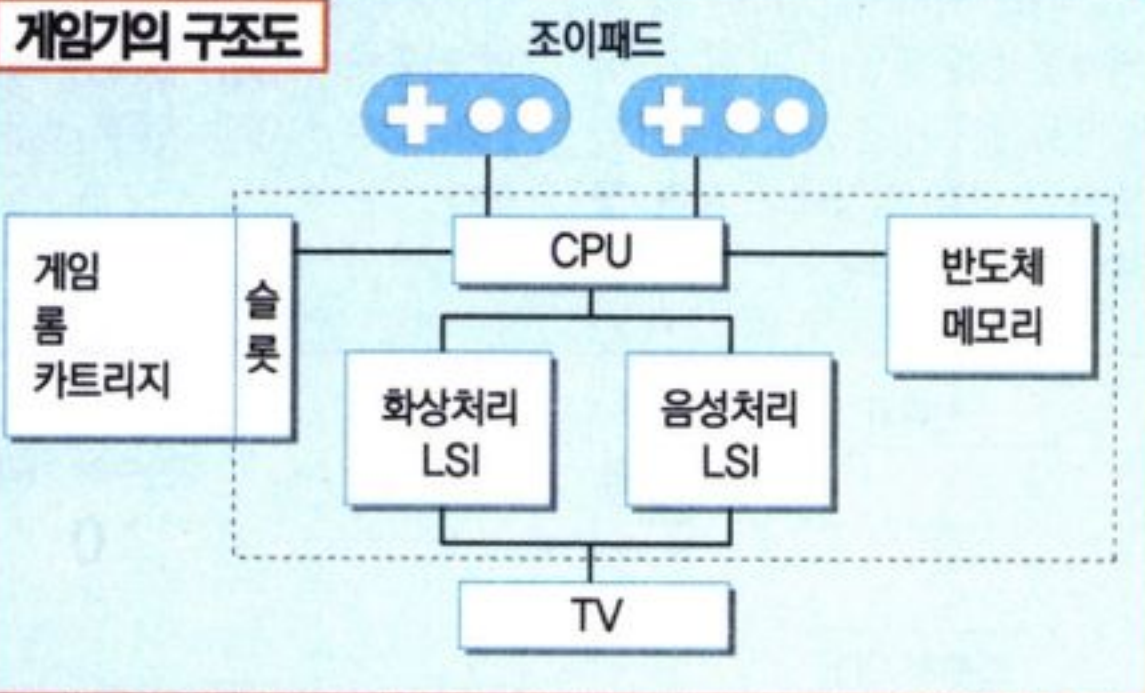 게임기의 구조도
조이패드
CPU
게임
롬
카트리지
슬
롯
반도체
메모리
화상처리
LSI
음성처리
LSI
TV